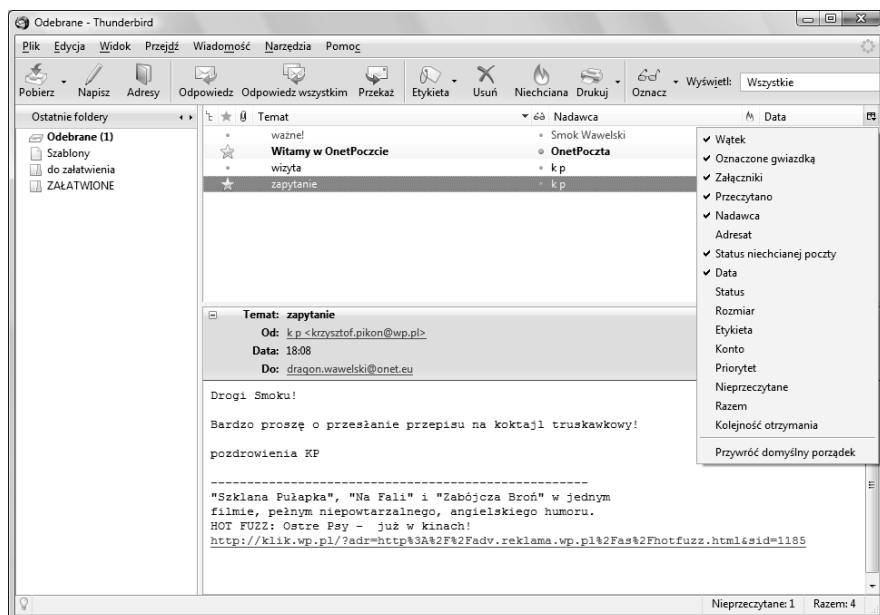 Odebrane - Thunderbird
Plik Edycja Widok Przejdź Wiadomość Narzędzia Pomoc
Pobierz Napisz Adresy Odpowiedz Odpowiedz wszystkim Przekaż Etykieta Usuń Niechciana Drukuj Oznacz Wyświetl: Wszystkie
Ostatnie foldery
Odebrane (1)
Szablony
do załatwienia
ZAŁATWIONE
Temat Nadawca Data
ważne! Smok Wawelski
Witamy w OnetPoczcie OnetPoczta
wizyta k p
zapytanie k p
Wątek
Oznaczone gwiazdką
Załączniki
Przeczytano
Nadawca
Adresat
Status niechcianej poczty
Data
Status
Rozmiar
Etykieta
Konto
Priorytet
Nieprzeczytane
Razem
Kolejność otrzymania
Przywróć domyślny porządek
Temat: zapytanie
Od: k p <krzysztof.pikon@wp.pl>
Data: 18:08
Do: dragon.wawelski@onet.eu
Drogi Smoku!
Bardzo proszę o przesłanie przepisu na koktajl truskawkowy!
pozdrowienia KP
----------------------------------------------------
"Szklana Pułapka", "Na Fali" i "Zabójcza Broń" w jednym
filmie, pełnym niepowtarzalnego, angielskiego humoru.
HOT FUZZ: Ostre Psy - już w kinach!
http://klik.wp.pl/?adr=http%3A%2F%2Fadv.reklama.wp.pl%2Fas%2Fhotfuzz.html&sid=1185
Nieprzeczytane: 1 Razem: 4